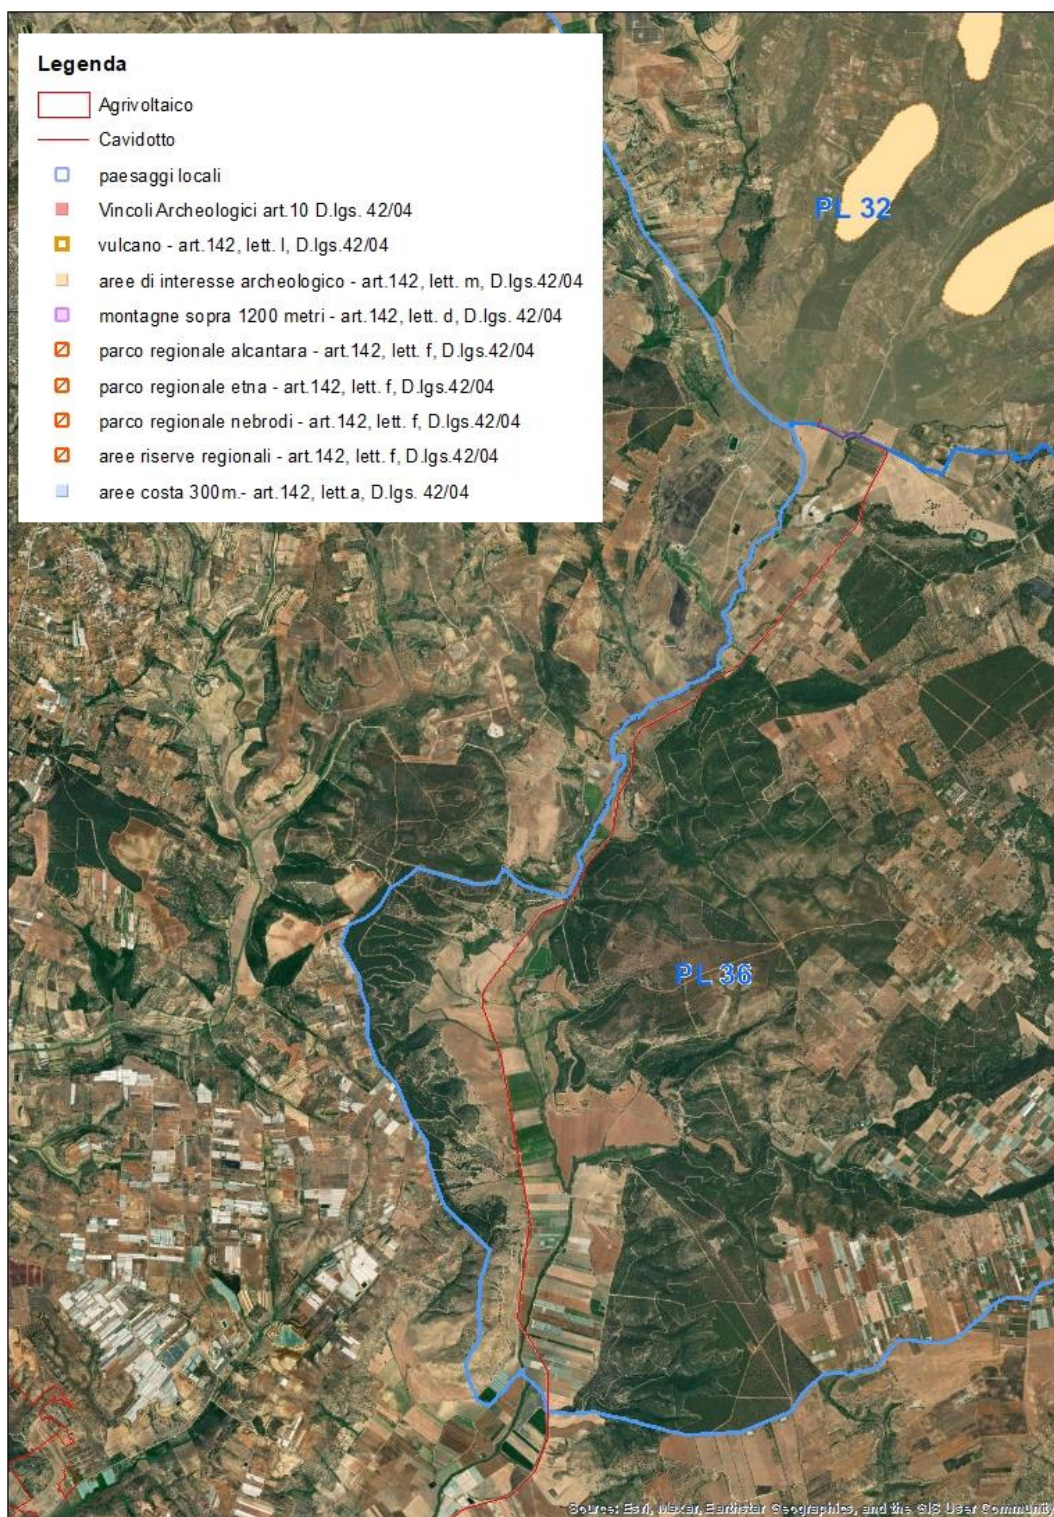 Legenda
Agrivoltaico
Cavidotto
paesaggi locali
Vincoli Archeologici art.10 D.lgs. 42/04
vulcano - art.142, lett. l, D.lgs.42/04
aree di interesse archeologico - art.142, lett. m, D.lgs.42/04
montagne sopra 1200 metri - art.142, lett. d, D.lgs. 42/04
parco regionale alcantara - art.142, lett. f, D.lgs.42/04
parco regionale etna - art.142, lett. f, D.lgs.42/04
parco regionale nebrodi - art.142, lett. f, D.lgs.42/04
aree riserve regionali - art.142, lett. f, D.lgs.42/04
aree costa 300m.- art.142, lett.a, D.lgs. 42/04
PL 32
PL 36
Source: Esri, Maxar, Earthstar Geographics, and the GIS User Community